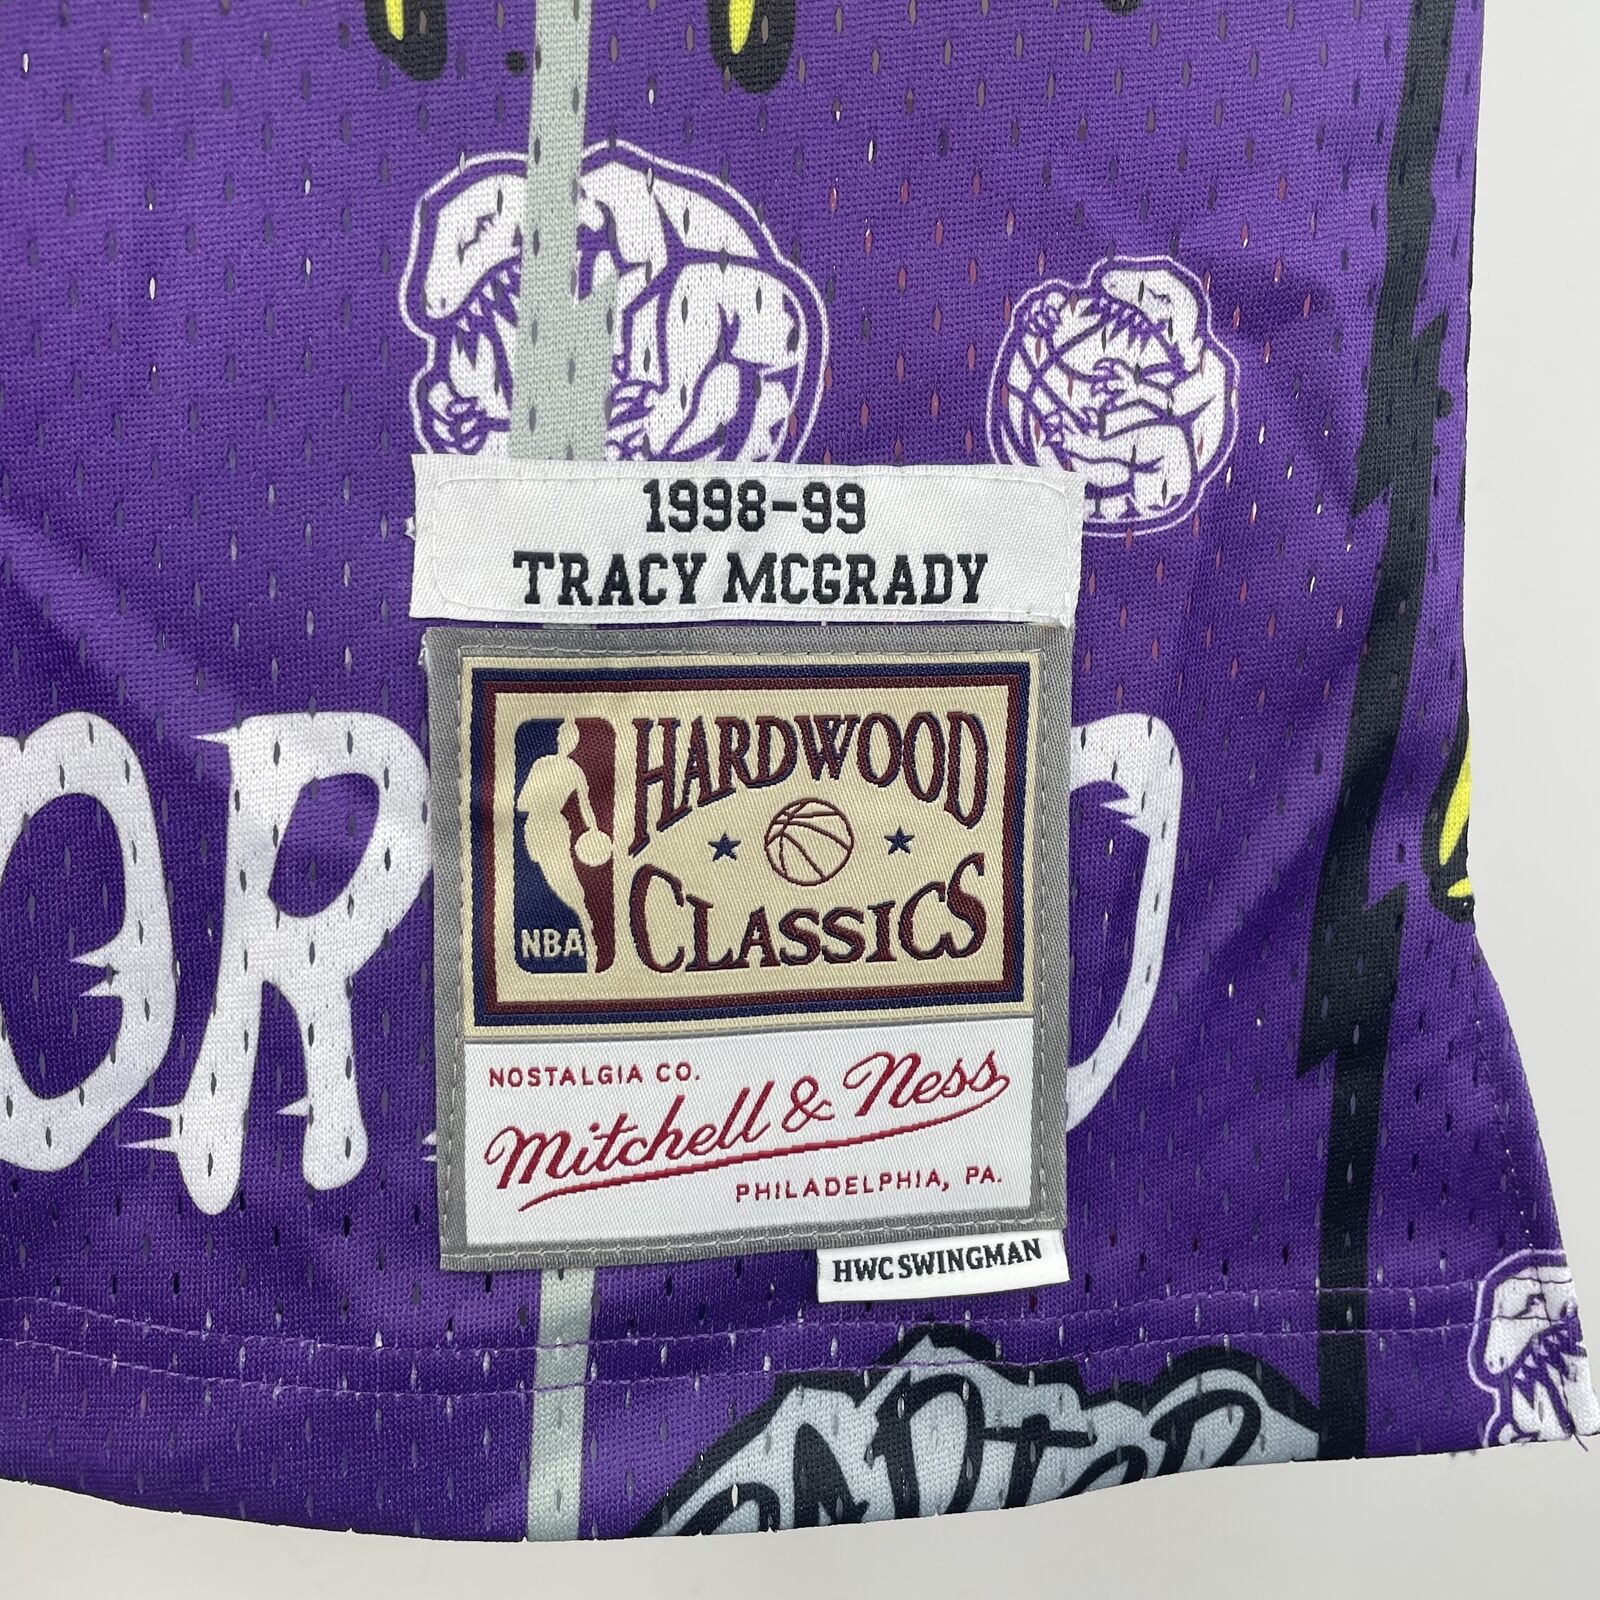 1998-99
TRACY MCGRADY
HARDWOOD
CLASSICS
NBA
NOSTALGIA CO.
Mitchell & Ness
PHILADELPHIA, PA.
HWC SWINGMAN